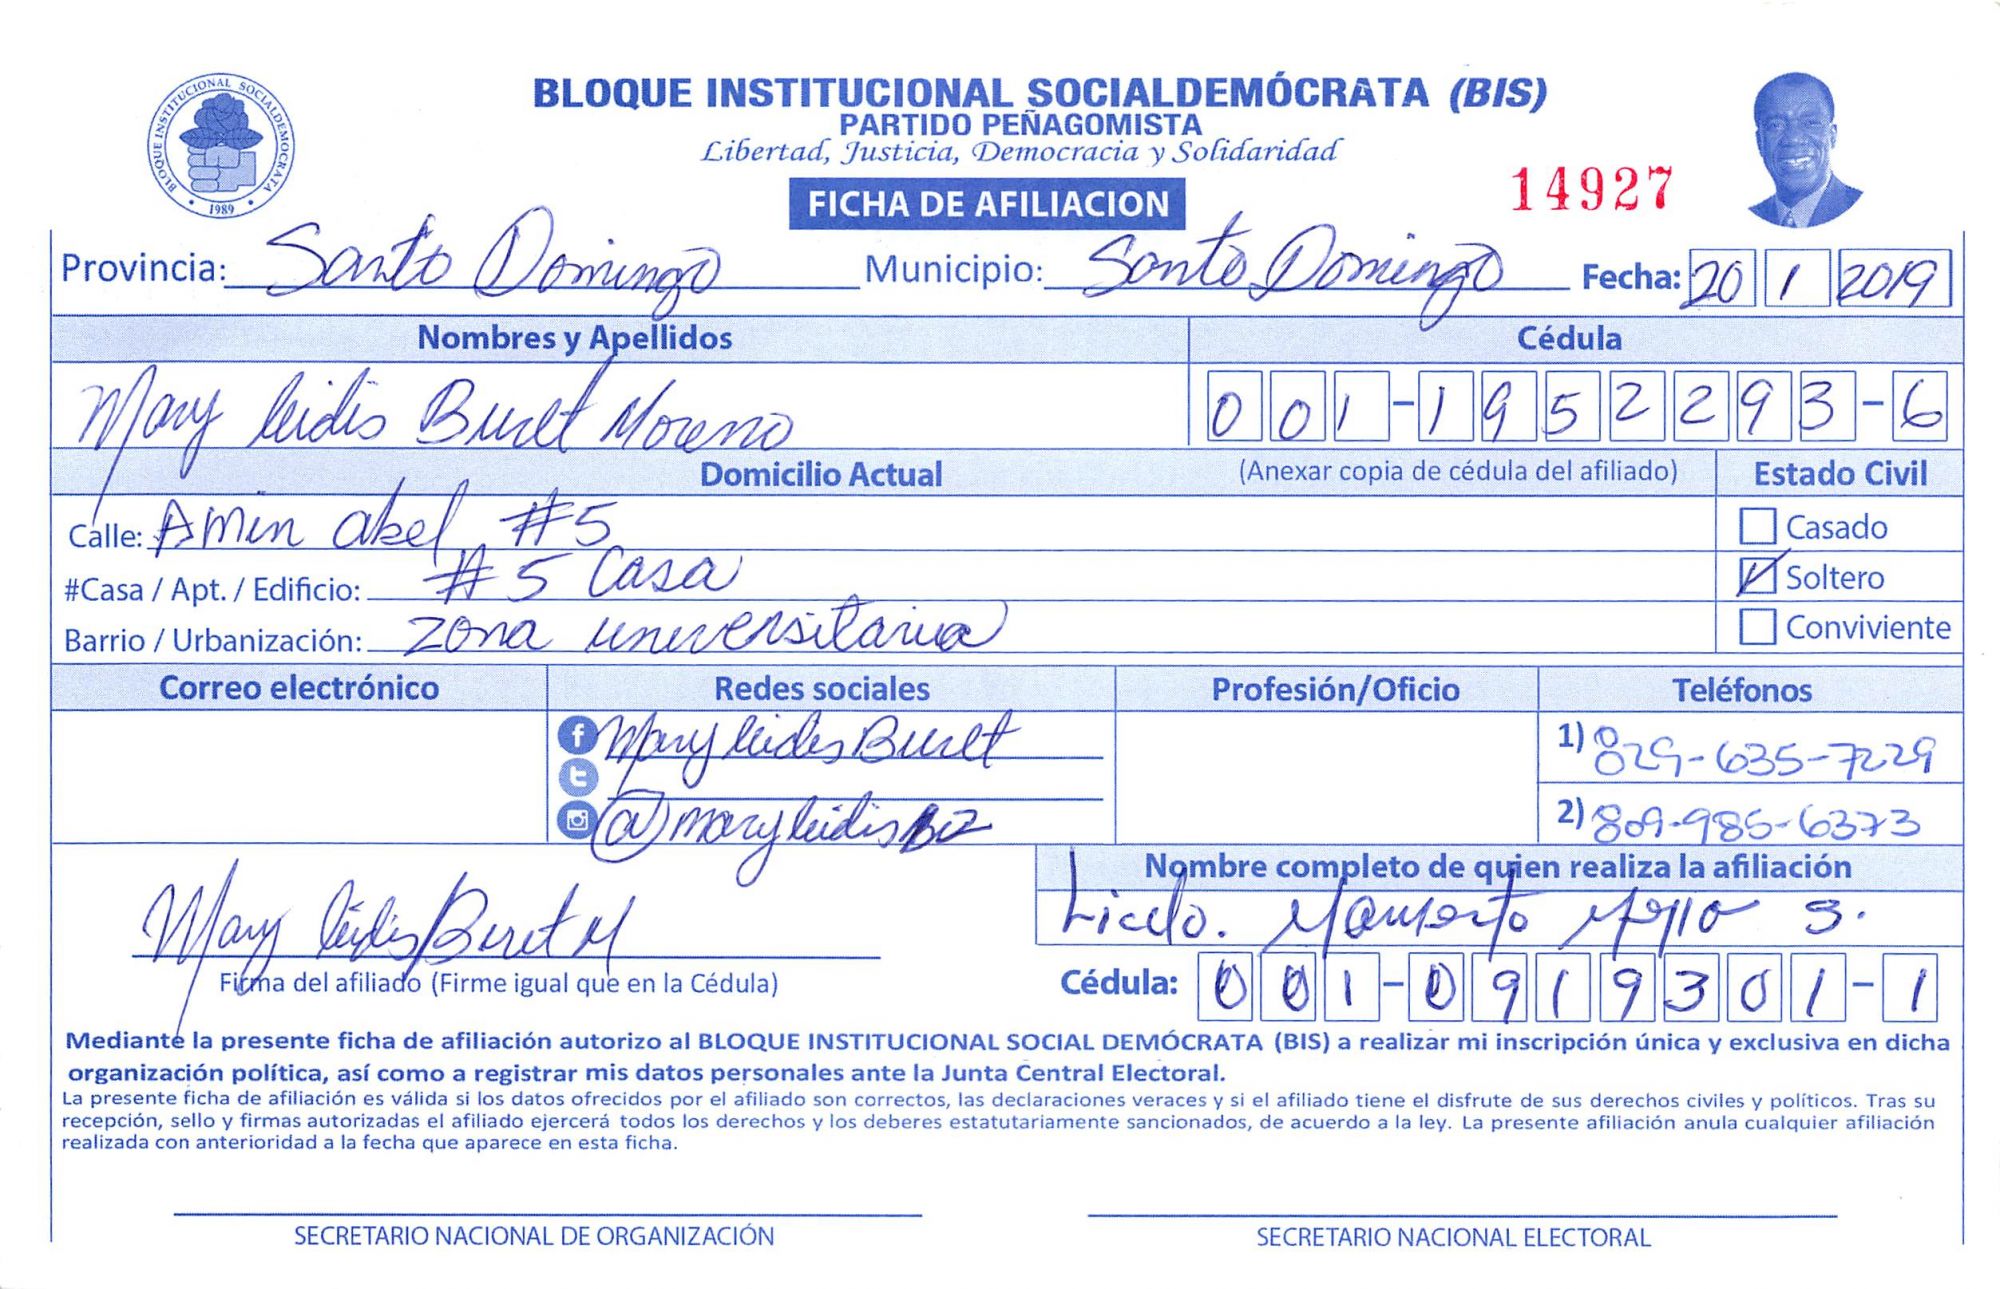 BLOQUE INSTITUCIONAL SOCIALDEMOCRATA
1989
BLOQUE INSTITUCIONAL SOCIALDEMÓCRATA (BIS)
PARTIDO PEÑAGOMISTA
Libertad, Justicia, Democracia y Solidaridad
FICHA DE AFILIACION
14927
Provincia: Santo Domingo Municipio: Santo Domingo Fecha: 20 1 2019
Nombres y Apellidos Cédula
Mary leidis Buret Moreno 001-1952293-6
Domicilio Actual (Anexar copia de cédula del afiliado) Estado Civil
Calle: Amin abel #5 Casado
#Casa / Apt. / Edificio: #5 Casa Soltero
Barrio / Urbanización: Zona universitaria Conviviente
Correo electrónico Redes sociales Profesión/Oficio Teléfonos
Mary leidis Buret 1) 829-635-7229
@maryleidis 2) 809-985-6373
Nombre completo de quien realiza la afiliación
Mary leidis Buret M Licdo. S.
Firma del afiliado (Firme igual que en la Cédula) Cédula: 001-0919301-1
Mediante la presente ficha de afiliación autorizo al BLOQUE INSTITUCIONAL SOCIAL DEMÓCRATA (BIS) a realizar mi inscripción única y exclusiva en dicha
organización política, así como a registrar mis datos personales ante la Junta Central Electoral.
La presente ficha de afiliación es válida si los datos ofrecidos por el afiliado son correctos, las declaraciones veraces y si el afiliado tiene el disfrute de sus derechos civiles y políticos. Tras su
recepción, sello y firmas autorizadas el afiliado ejercerá todos los derechos y los deberes estatutariamente sancionados, de acuerdo a la ley. La presente afiliación anula cualquier afiliación
realizada con anterioridad a la fecha que aparece en esta ficha.
SECRETARIO NACIONAL DE ORGANIZACIÓN SECRETARIO NACIONAL ELECTORAL